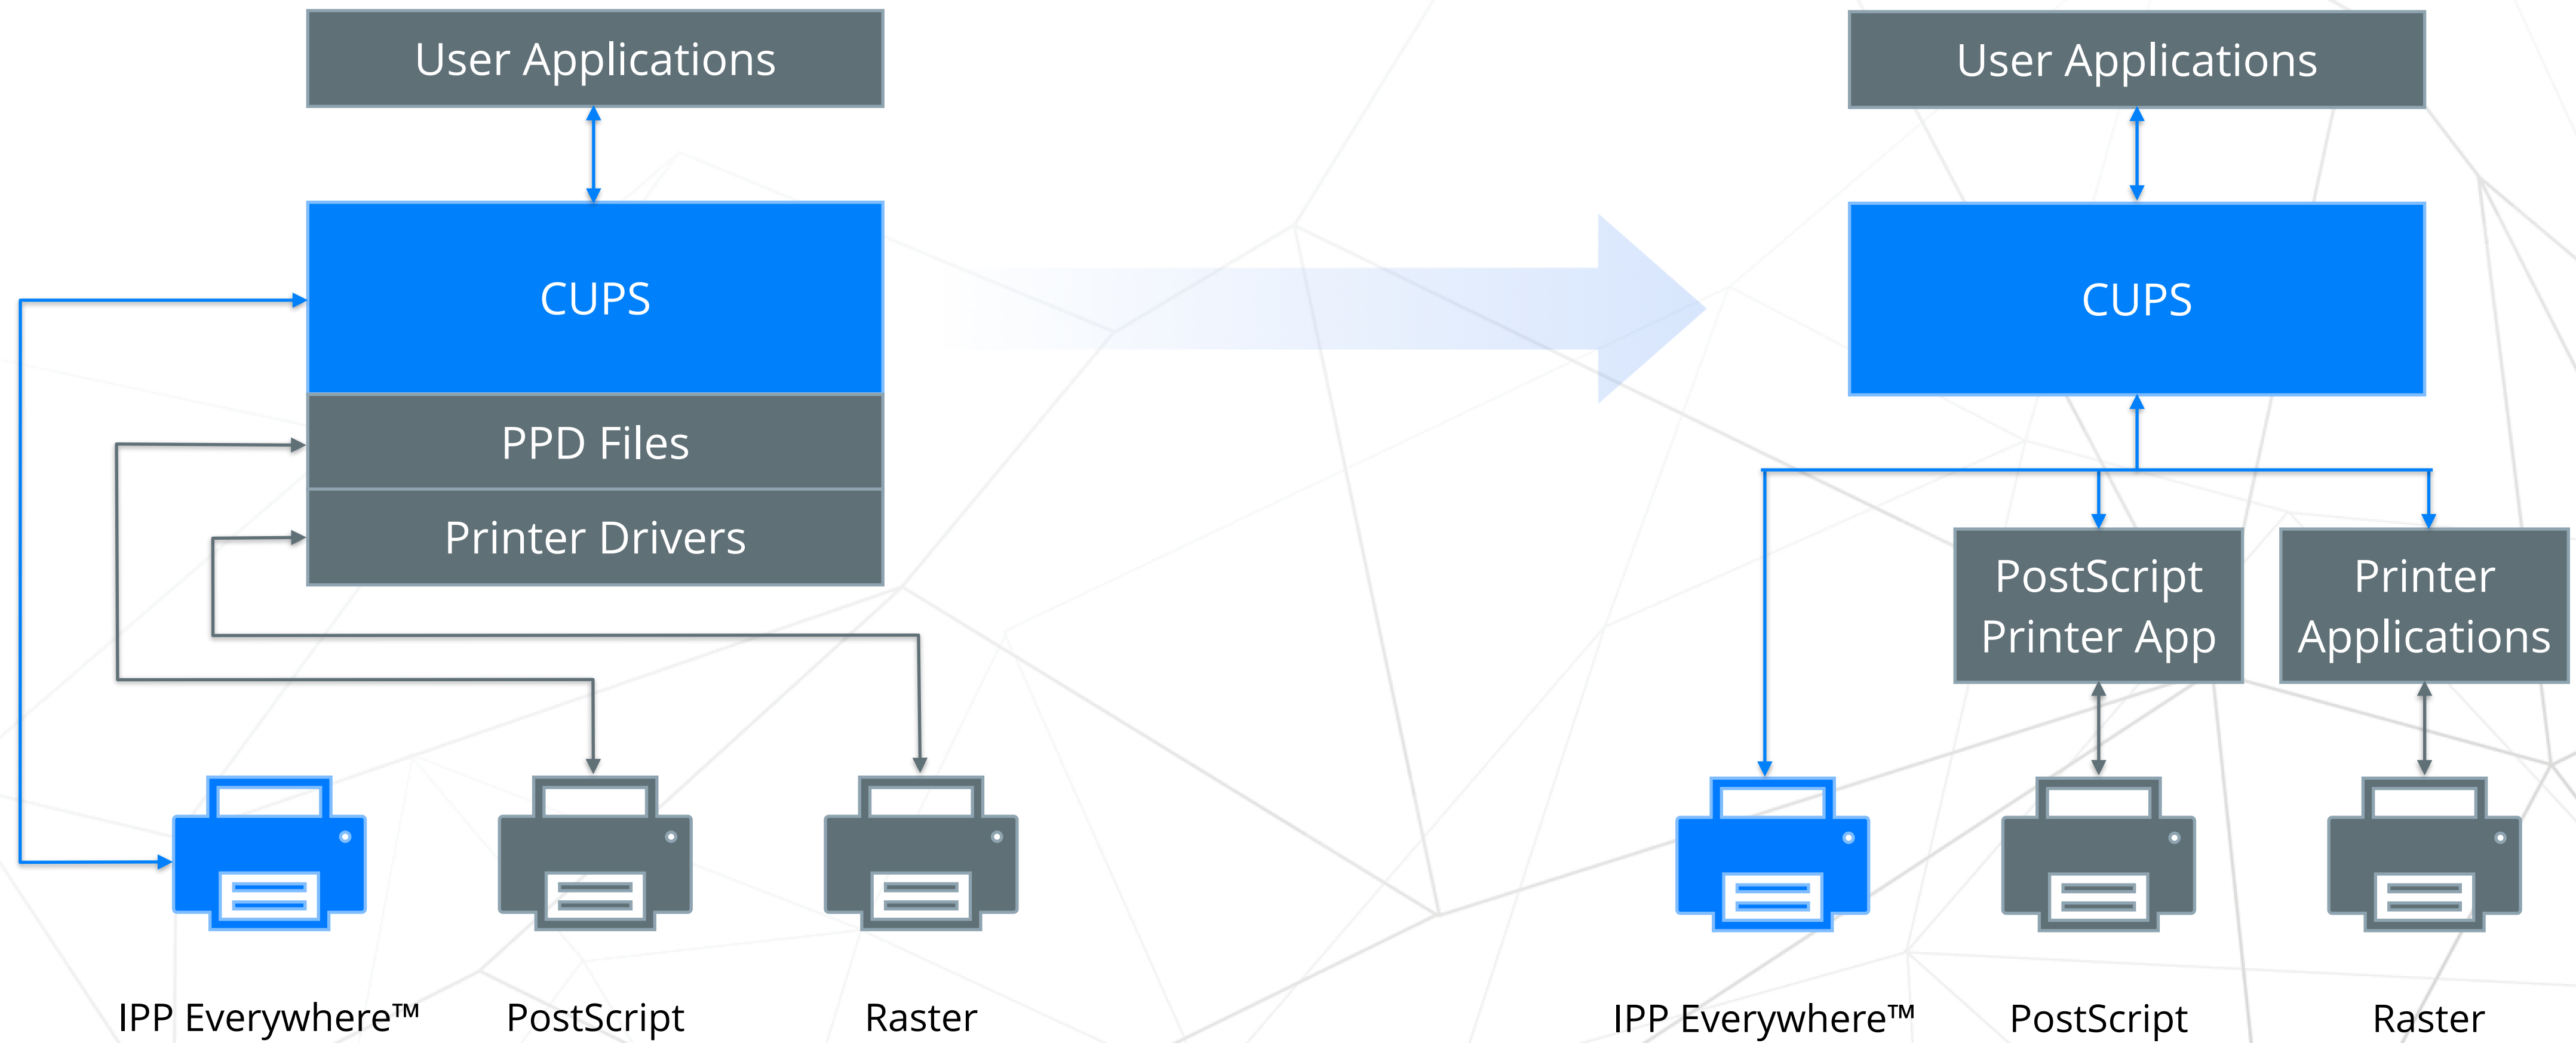 User Applications
CUPS
PPD Files
Printer Drivers
IPP Everywhere™
PostScript
Raster
User Applications
CUPS
PostScript
Printer App
Printer
Applications
IPP Everywhere™
PostScript
Raster